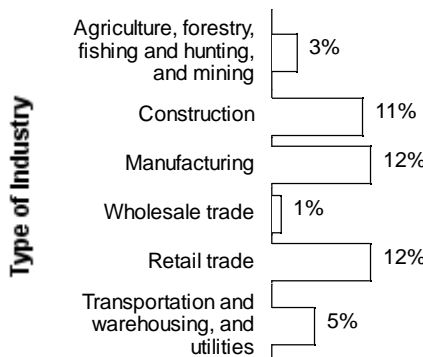 Type of Industry
Agriculture, forestry,
fishing and hunting,
and mining
3%
Construction
11%
Manufacturing
12%
Wholesale trade
1%
Retail trade
12%
Transportation and
warehousing, and
utilities
5%